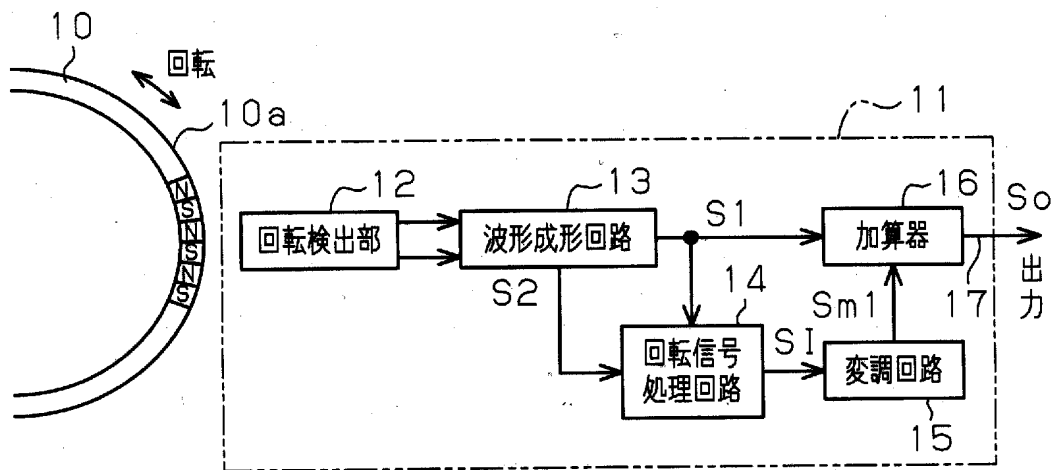 10
回転
10a
N
S
N
S
N
S
11
12
回転検出部
13
波形成形回路
S1
S2
14
回転信号
処理回路
SI
16
加算器
Sm1
変調回路
15
So
17
出力